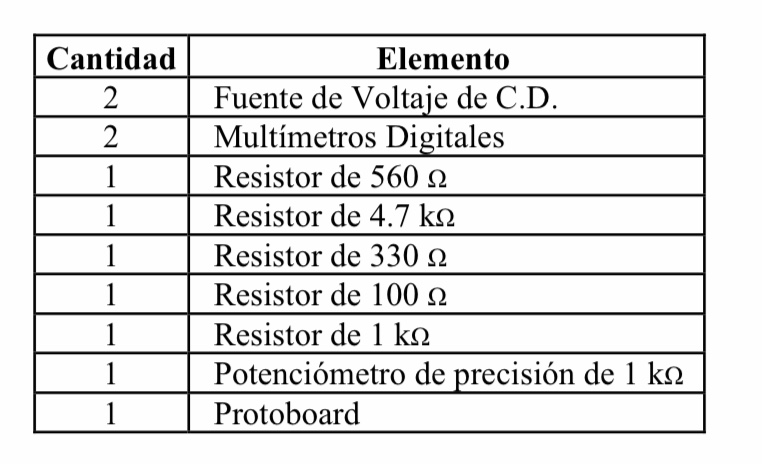 Cantidad Elemento
2 Fuente de Voltaje de C.D.
2 Multímetros Digitales
1 Resistor de 560 Ω
1 Resistor de 4.7 kΩ
1 Resistor de 330 Ω
1 Resistor de 100 Ω
1 Resistor de 1 kΩ
1 Potenciómetro de precisión de 1 kΩ
1 Protoboard